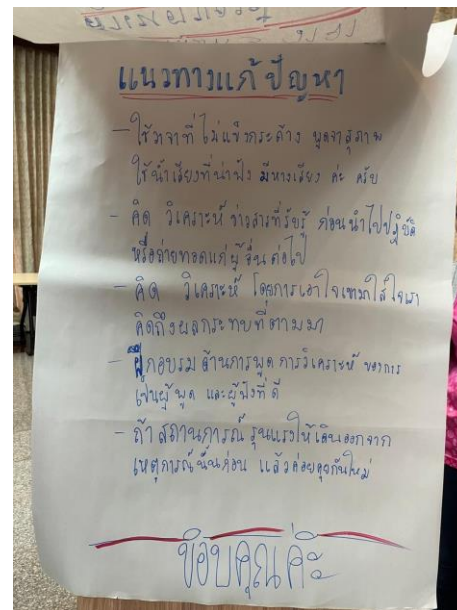 แนวทางแก้ปัญหา
- ใช้วาจาที่ไม่แข็งกระด้าง พูดจาสุภาพ
ใช้น้ำเสียงที่น่าฟัง มีหางเสียง ค่ะ ครับ
- คิด วิเคราะห์ ข่าวสารที่รับรู้ ก่อนนำไปปฏิบัติ
หรือถ่ายทอดแก่ผู้อื่นต่อไป
- คิด วิเคราะห์ โดยการเอาใจเขามาใส่ใจเรา
คิดถึงผลกระทบที่ตามมา
- ฝึกอบรมด้านการพูด การวิเคราะห์ ของการ
เป็นผู้พูด และผู้ฟังที่ดี
- ถ้าสถานการณ์รุนแรงให้เดินออกจาก
เหตุการณ์นั้นก่อน แล้วค่อยคุยกันใหม่
ขอบคุณค่ะ